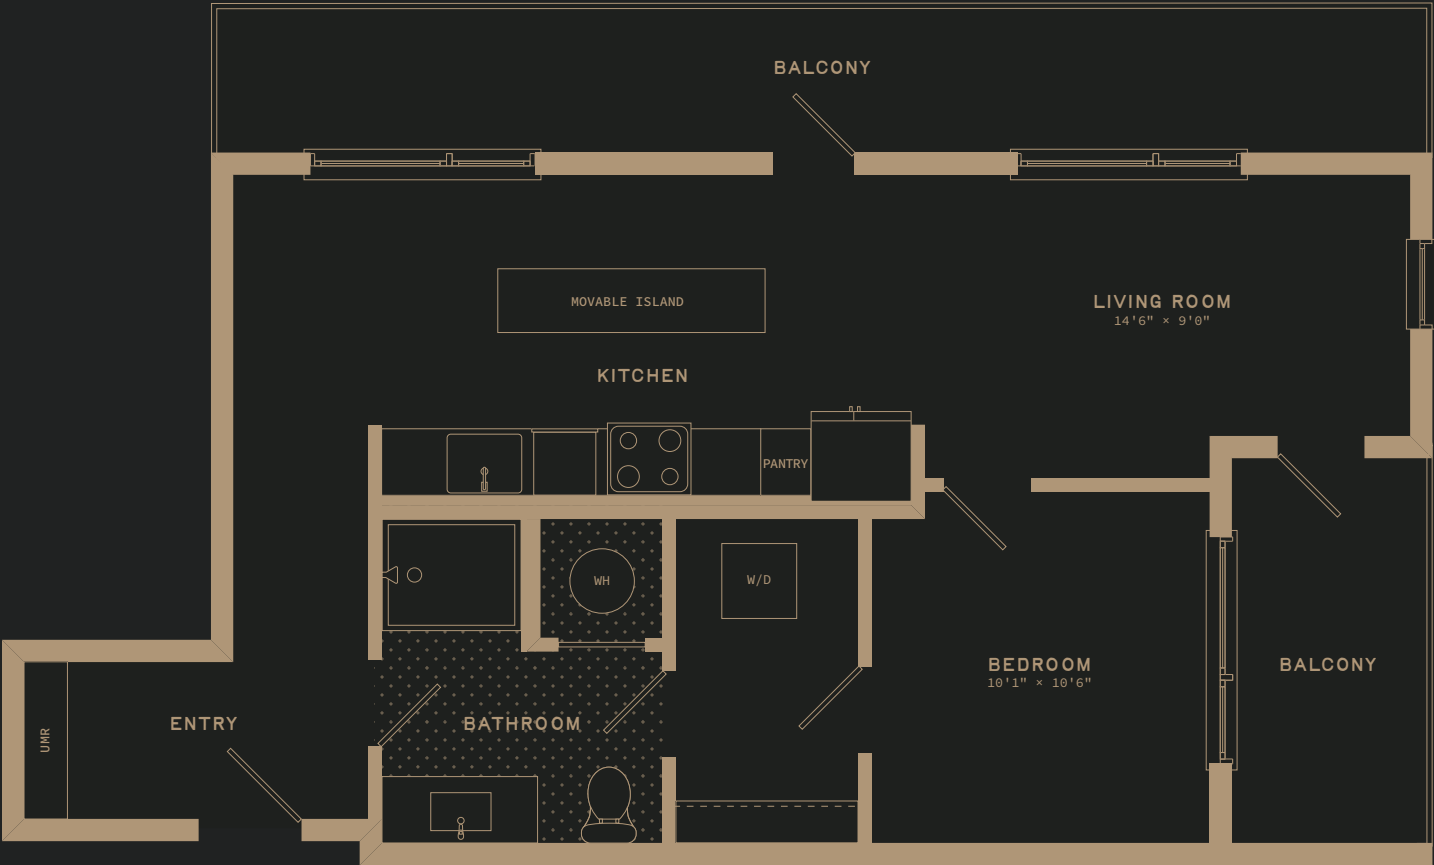 BALCONY
MOVABLE ISLAND
LIVING ROOM
14'6" × 9'0"
KITCHEN
PANTRY
WH
W/D
BEDROOM
10'1" × 10'6"
BALCONY
ENTRY
BATHROOM
UMR